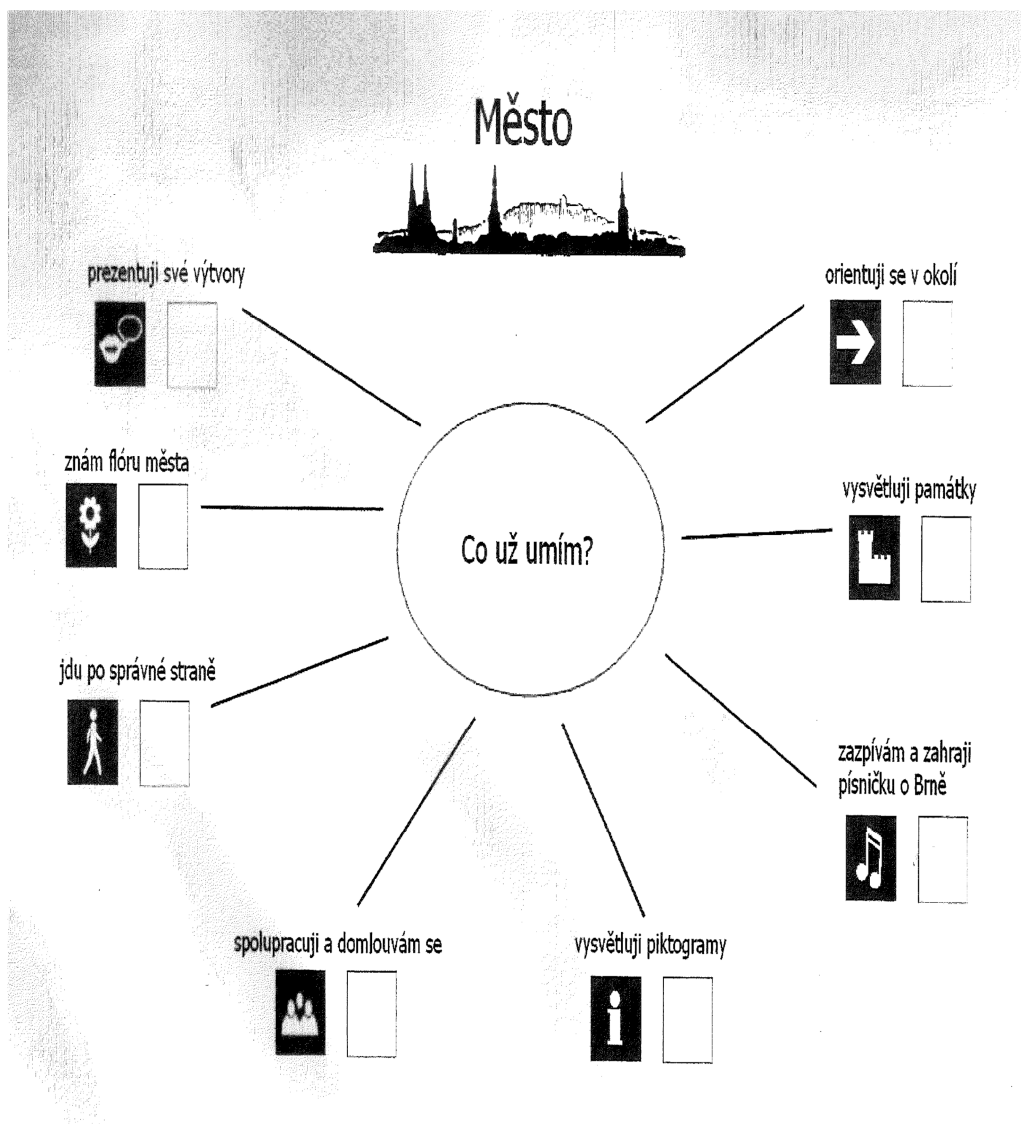 Město
prezentuji své výtvory
orientuji se v okolí
znám flóru města
vysvětluji památky
Co už umím?
jdu po správné straně
zazpívám a zahraji
písničku o Brně
spolupracuji a domlouvám se
vysvětluji piktogramy